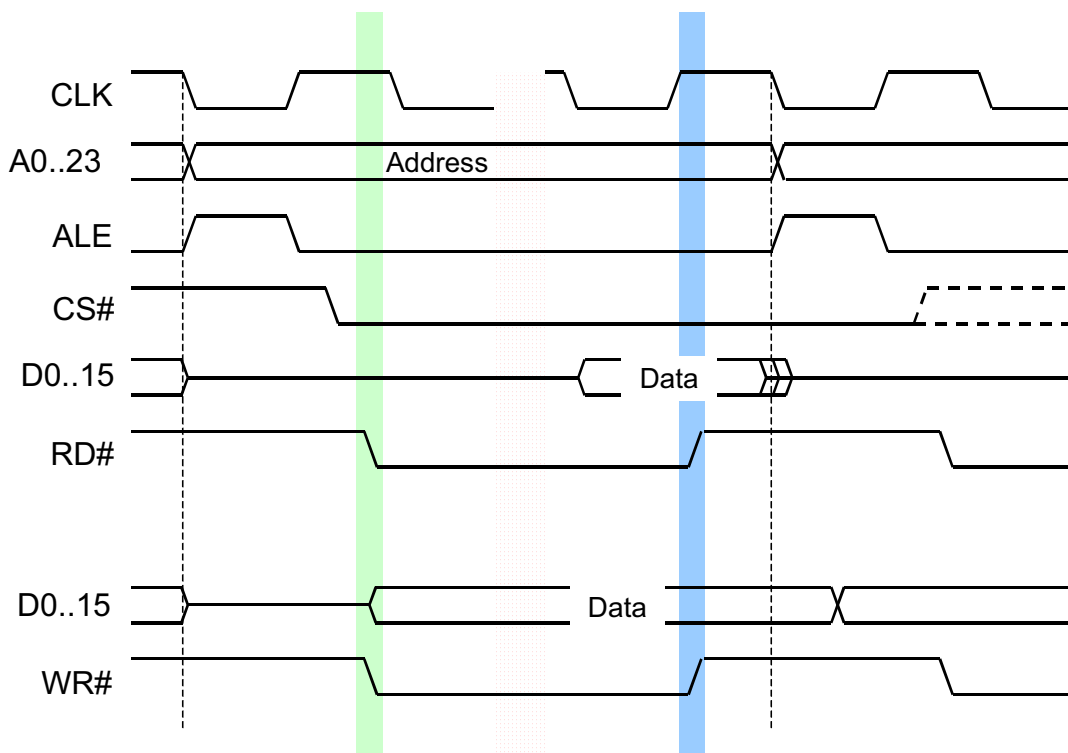 CLK
A0..23
Address
ALE
CS#
D0..15
Data
RD#
D0..15
Data
WR#